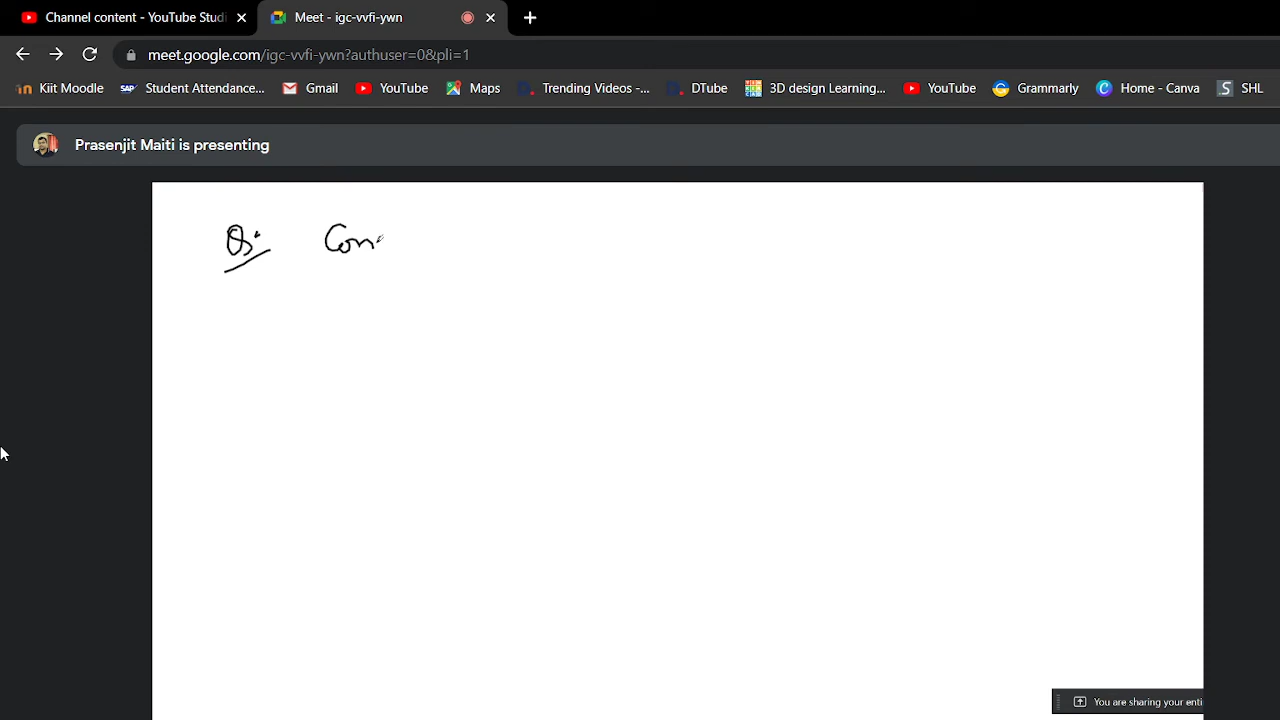 Channel content - YouTube Studi
Meet - igc-vvfi-ywn
meet.google.com/igc-vvfi-ywn?authuser=0&pli=1
Kiit Moodle Student Atendance... Gmail YouTube Maps Trending Videos -... DTube 3D design Learning... YouTube Grammarly Home - Canva SHL
Prasenjit Maiti is presenting
Q: Con
You are sharing your enti